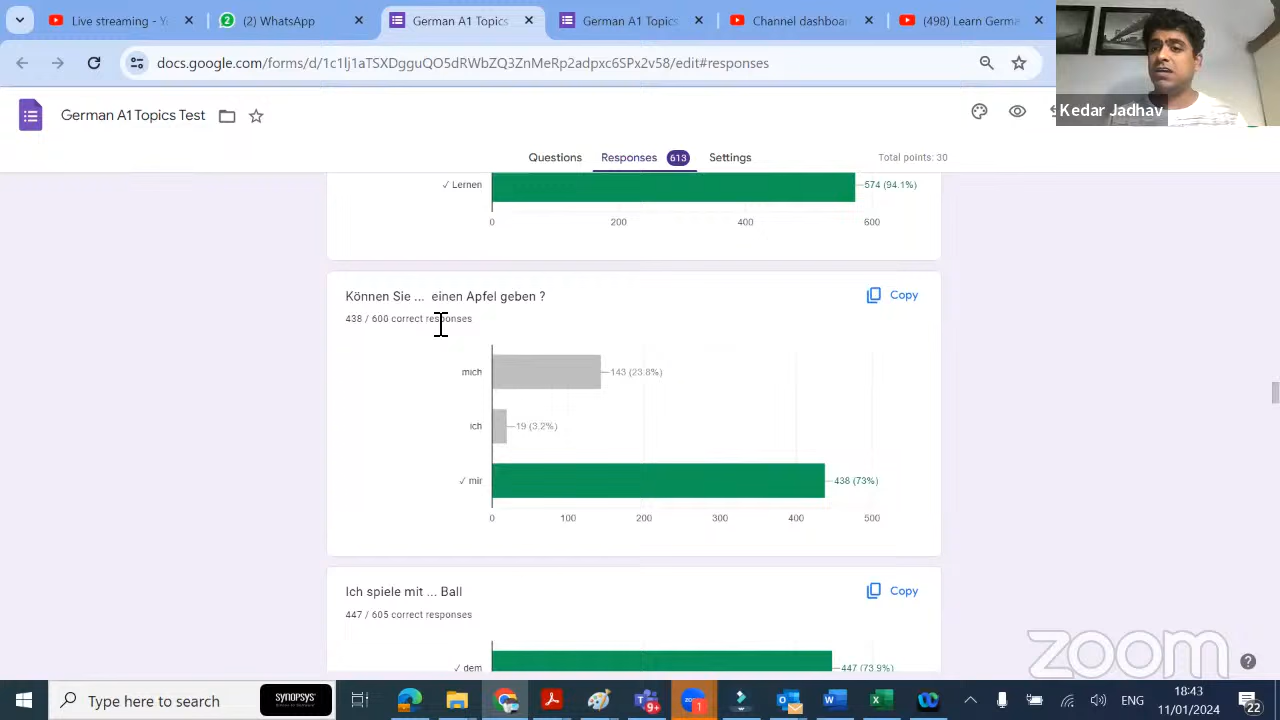 Live streaming - Yo
(2) WhatsApp
German A1 Topics
German A1 Topics
Channel dashboa
(498) Learn Germa
docs.google.com/forms/d/1c1lj1aTSXDgguQO5dRWbZQ3ZnMeRp2adpxc6SPx2v58/edit#responses
Kedar Jadhav
German A1 Topics Test
Questions Responses 613 Settings
Total points: 30
✓ Lernen
574 (94.1%)
0 200 400 600
Können Sie ... einen Apfel geben ?
Copy
438 / 600 correct responses
mich
143 (23.8%)
ich
19 (3.2%)
✓ mir
438 (73%)
0 100 200 300 400 500
Ich spiele mit ... Ball
Copy
447 / 605 correct responses
✓ dem
447 (73.9%)
zoom
Type here to search
SYNOPSYS
9+
ENG
18:43
11/01/2024
22